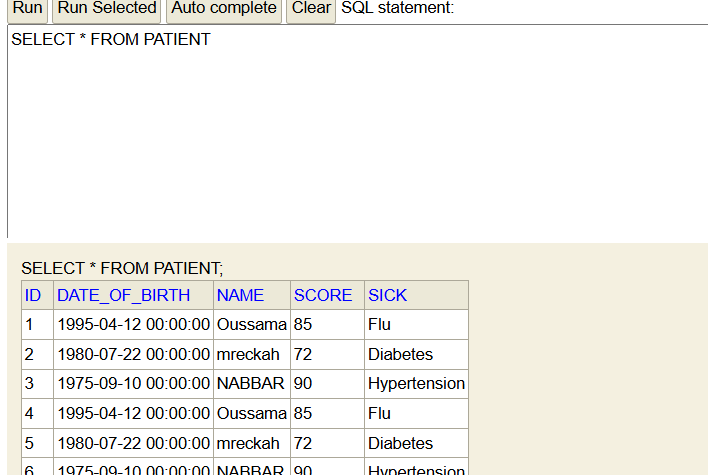 Run Run Selected Auto complete Clear SQL statement:
SELECT * FROM PATIENT
SELECT * FROM PATIENT;
ID DATE_OF_BIRTH NAME SCORE SICK
1 1995-04-12 00:00:00 Oussama 85 Flu
2 1980-07-22 00:00:00 mreckah 72 Diabetes
3 1975-09-10 00:00:00 NABBAR 90 Hypertension
4 1995-04-12 00:00:00 Oussama 85 Flu
5 1980-07-22 00:00:00 mreckah 72 Diabetes
6 1975-09-10 00:00:00 NABBAR 90 Hypertension